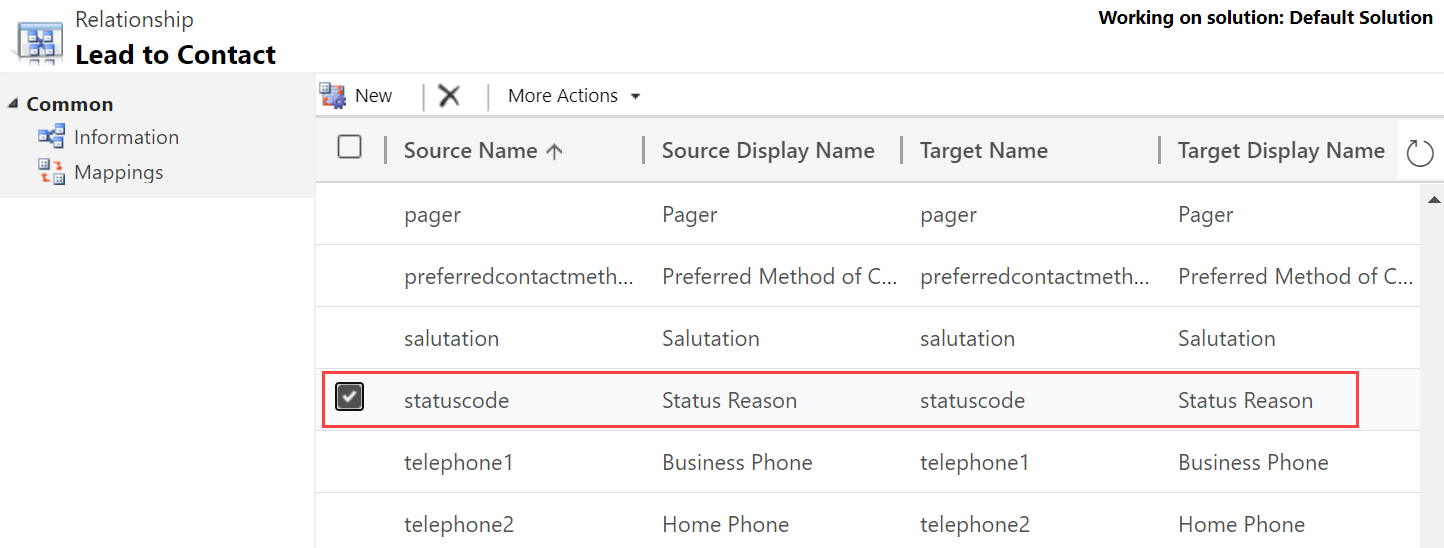 Relationship
Working on solution: Default Solution
Lead to Contact
Common
Information
Mappings
New
More Actions
Source Name Source Display Name Target Name Target Display Name
pager Pager pager Pager
preferredcontactmeth... Preferred Method of C... preferredcontactmeth... Preferred Method of C...
salutation Salutation salutation Salutation
statuscode Status Reason statuscode Status Reason
telephone1 Business Phone telephone1 Business Phone
telephone2 Home Phone telephone2 Home Phone